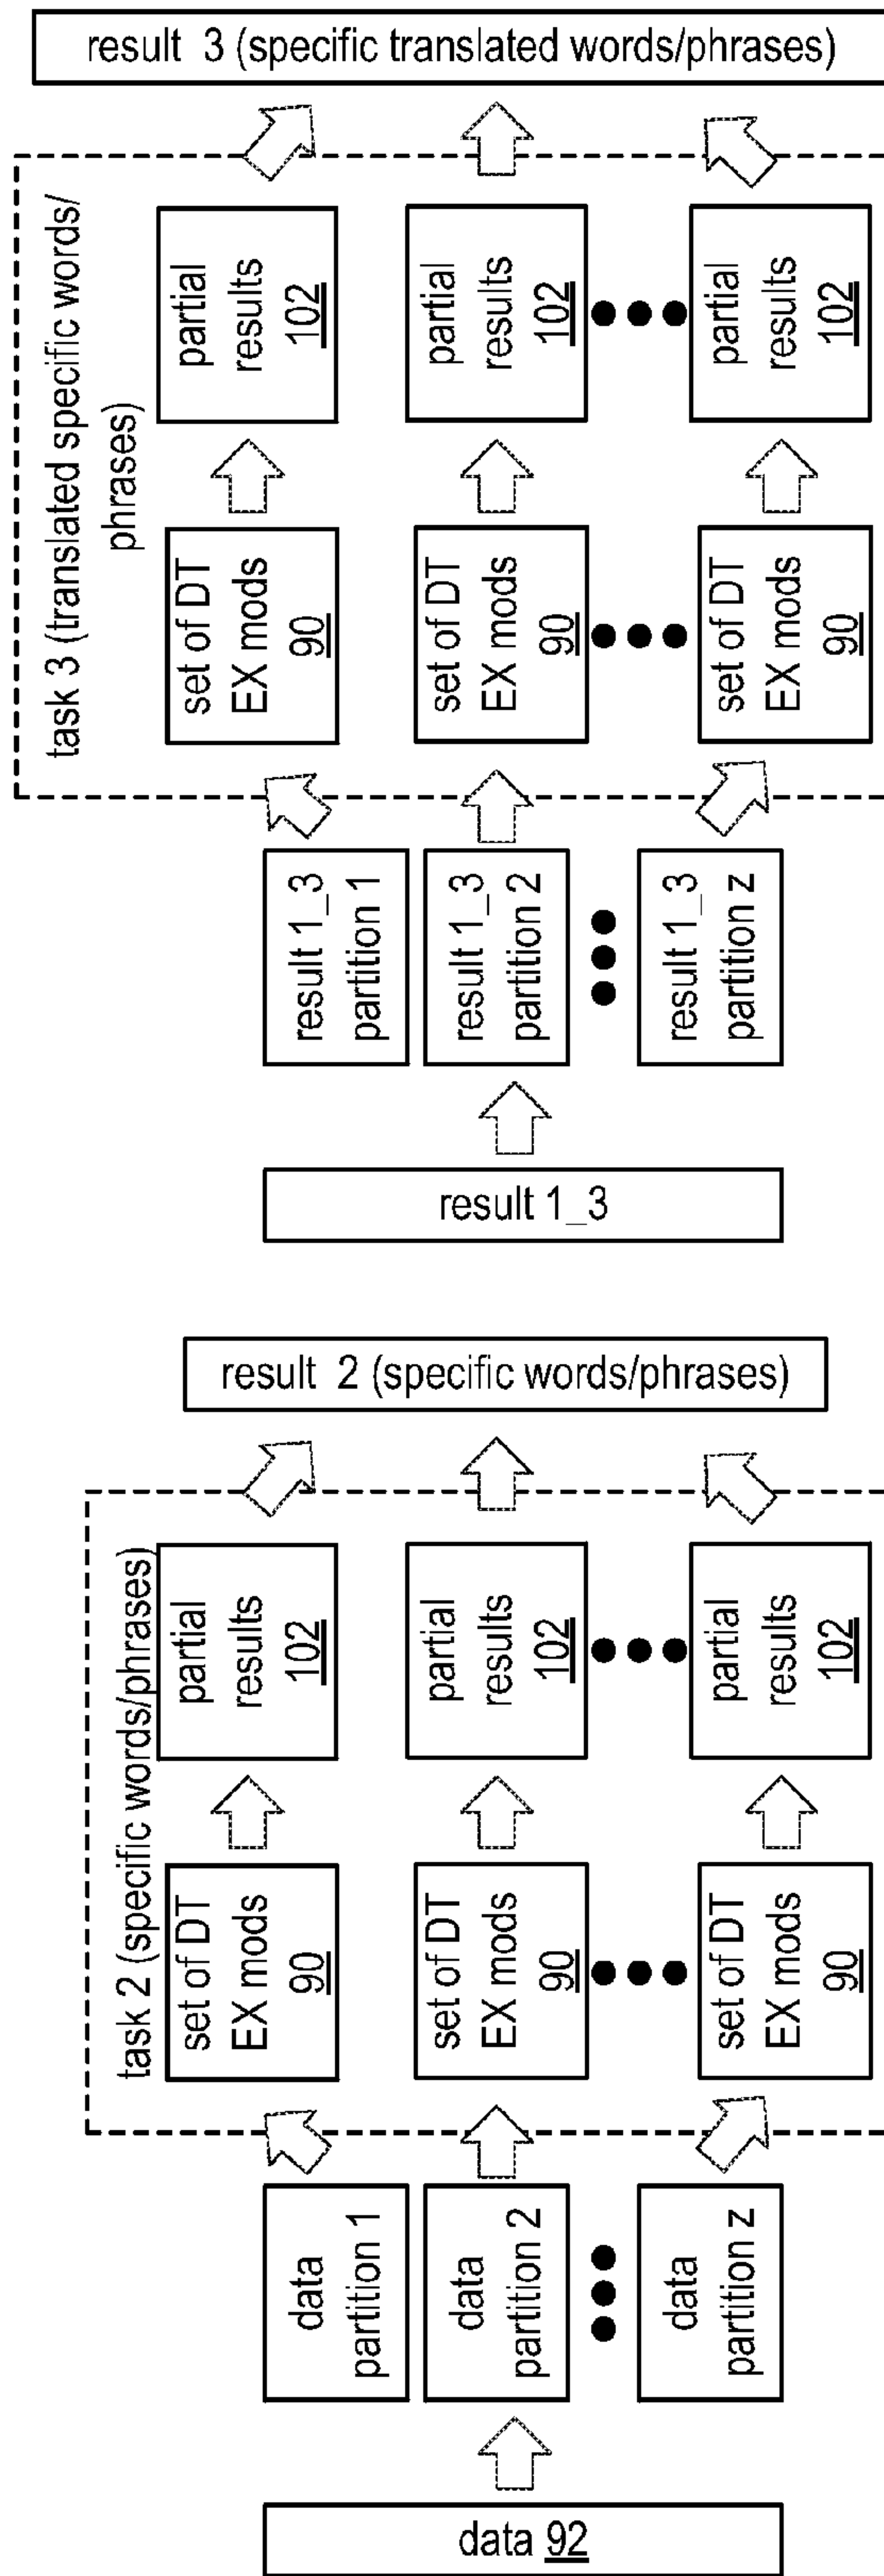 data 92
data
partition 1
data
partition 2
data
partition z
task 2 (specific words/phrases)
set of DT
EX mods
90
set of DT
EX mods
90
set of DT
EX mods
90
partial
results
102
partial
results
102
partial
results
102
result 2 (specific words/phrases)
result 1_3
result 1_3
partition 1
result 1_3
partition 2
result 1_3
partition z
task 3 (translated specific words/
phrases)
set of DT
EX mods
90
set of DT
EX mods
90
set of DT
EX mods
90
partial
results
102
partial
results
102
partial
results
102
result 3 (specific translated words/phrases)